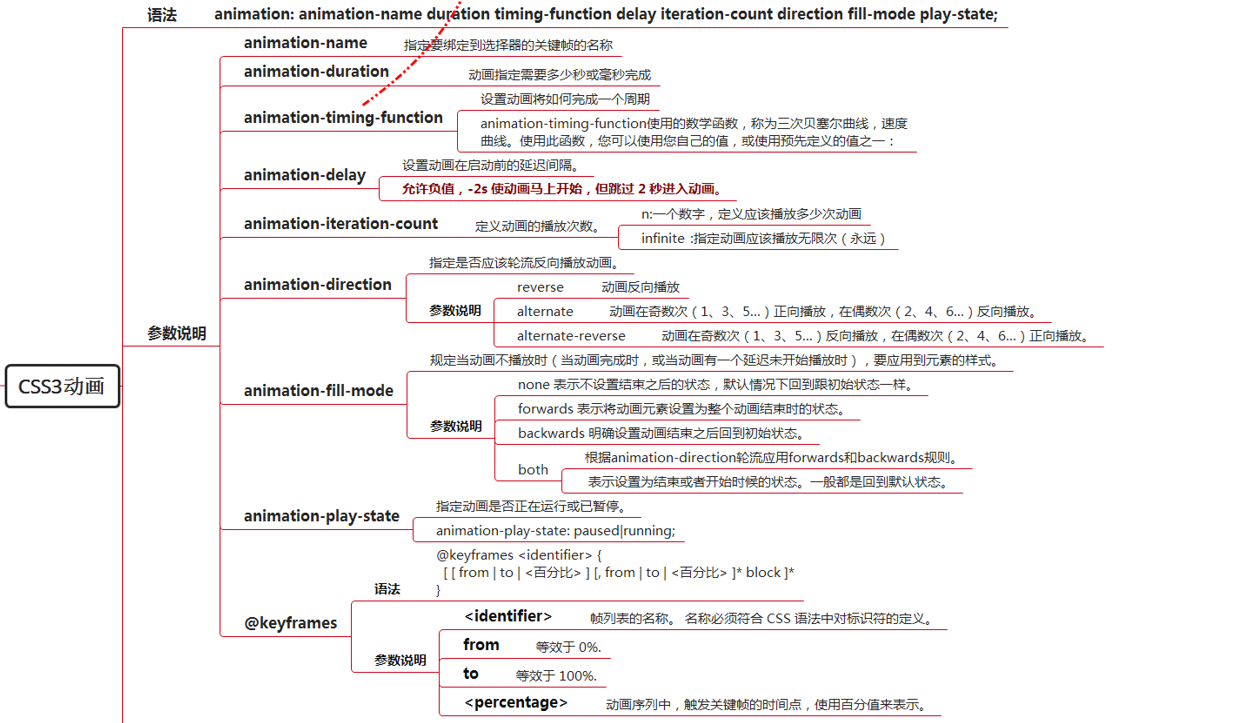 语法 animation: animation-name duration timing-function delay iteration-count direction fill-mode play-state;
animation-name 指定要绑定到选择器的关键帧的名称
animation-duration 动画指定需要多少秒或毫秒完成
设置动画将如何完成一个周期
animation-timing-function
animation-timing-function使用的数学函数，称为三次贝塞尔曲线，速度
曲线。使用此函数，您可以使用您自己的值，或使用预先定义的值之一：
设置动画在启动前的延迟间隔。
animation-delay
允许负值，-2s 使动画马上开始，但跳过 2 秒进入动画。
animation-iteration-count 定义动画的播放次数。
n:一个数字，定义应该播放多少次动画
infinite :指定动画应该播放无限次（永远）
指定是否应该轮流反向播放动画。
animation-direction
参数说明
reverse 动画反向播放
alternate 动画在奇数次（1、3、5...）正向播放，在偶数次（2、4、6...）反向播放。
alternate-reverse 动画在奇数次（1、3、5...）反向播放，在偶数次（2、4、6...）正向播放。
参数说明
规定当动画不播放时（当动画完成时，或当动画有一个延迟未开始播放时），要应用到元素的样式。
CSS3动画
animation-fill-mode
参数说明
none 表示不设置结束之后的状态，默认情况下回到跟初始状态一样。
forwards 表示将动画元素设置为整个动画结束时的状态。
backwards 明确设置动画结束之后回到初始状态。
both
根据animation-direction轮流应用forwards和backwards规则。
表示设置为结束或者开始时候的状态。一般都是回到默认状态。
指定动画是否正在运行或已暂停。
animation-play-state
animation-play-state: paused|running;
语法
@keyframes <identifier> {
[ [ from | to | <百分比> ] [, from | to | <百分比> ]* block ]*
}
@keyframes
参数说明
<identifier> 帧列表的名称。 名称必须符合 CSS 语法中对标识符的定义。
from 等效于 0%.
to 等效于 100%.
<percentage> 动画序列中，触发关键帧的时间点，使用百分值来表示。